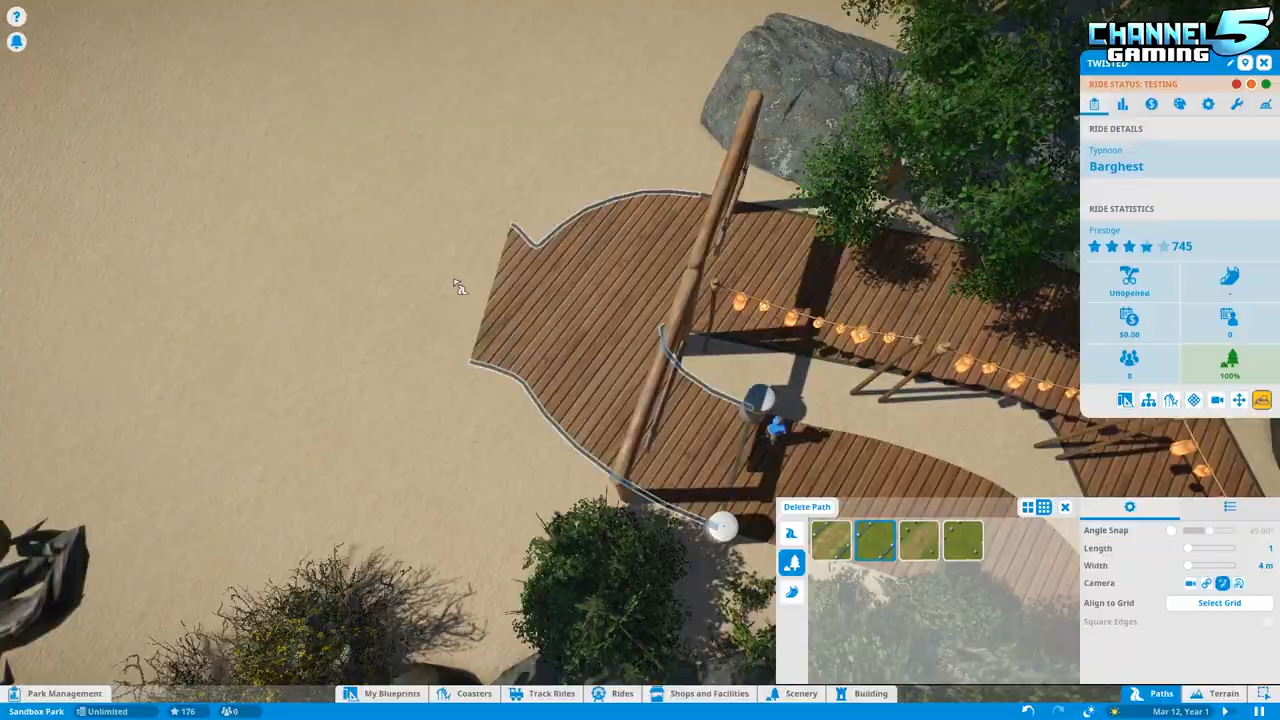 ?
CHANNEL 5
GAMING
TWISTED
RIDE STATUS: TESTING
RIDE DETAILS
Typhoon
Barghest
RIDE STATISTICS
Prestige
745
Unopened
-
$0.00
0
0
100%
Delete Path
Angle Snap
45.00°
Length
1
Width
4 m
Camera
Align to Grid
Select Grid
Square Edges
Park Management
My Blueprints
Coasters
Track Rides
Rides
Shops and Facilities
Scenery
Building
Paths
Terrain
Sandbox Park
Unlimited
176
0
Mar 12, Year 1